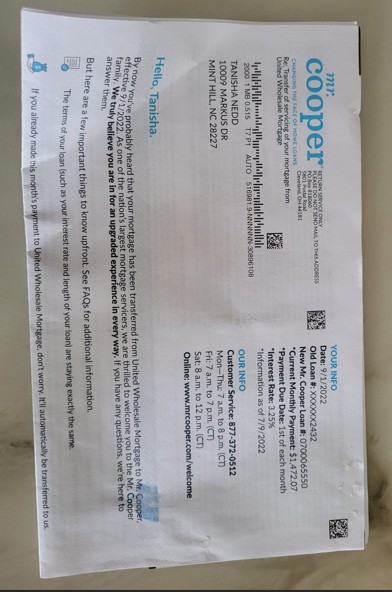 mr.
cooper
CHANGING THE FACE OF HOME LOANS
RETURN SERVICE ONLY
PLEASE DO NOT SEND MAIL TO THIS ADDRESS
PO Box 818060
5801 Postal Road
Cleveland, OH 44181
Re: Transfer of servicing of your mortgage from
United Wholesale Mortgage
2000 1 MB 0.515 T7 P1 AUTO 516981.9-NNNNNN-30896108
TANISHA NEDD
10009 MARKUS DR
MINT HILL, NC 28227
YOUR INFO
Date: 9/1/2022
Old Loan #: XXXXXX2432
New Mr. Cooper Loan #: 0700065550
*Current Monthly Payment: $1,472.07
*Payment Due Date: 1st of each month
*Interest Rate: 3.25%
*Information as of 7/9/2022
OUR INFO
Customer Service: 877-372-0512
Mon—Thu: 7 a.m. to 8 p.m. (CT)
Fri: 7 a.m. to 7 p.m. (CT)
Sat: 8 a.m. to 12 p.m. (CT)
Online: www.mrcooper.com/welcome
Hello, Tanisha.
By now you've probably heard that your mortgage has been transferred from United Wholesale Mortgage to Mr. Cooper,
effective 9/1/2022. As one of the nation's largest mortgage servicers, we are thrilled to welcome you to the Mr. Cooper
family. We truly believe you are in for an upgraded experience in every way. If you have any questions, we're here to
answer them.
But here are a few important things to know upfront. See FAQs for additional information.
The terms of your loan (such as your interest rate and length of your loan) are staying exactly the same.
If you already made this month's payment to United Wholesale Mortgage, don't worry. It'll automatically be transferred to us.